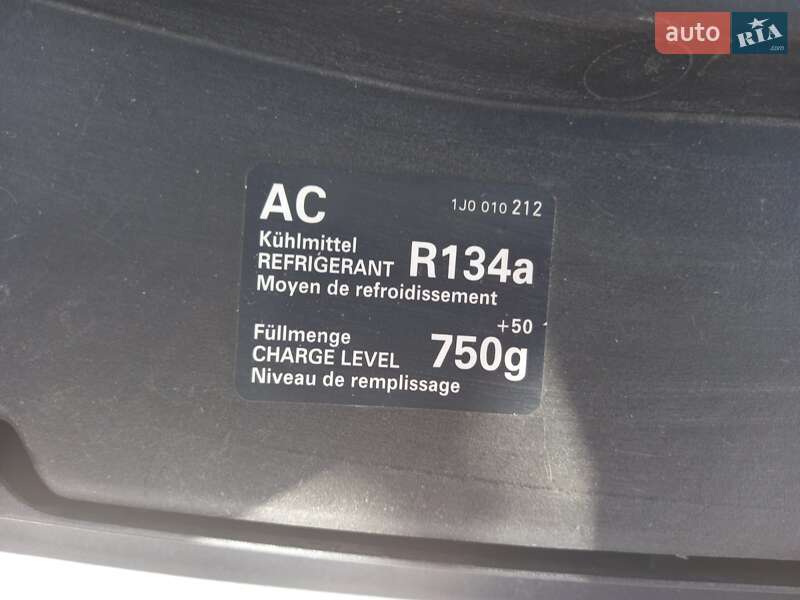 auto RIA.com
AC
1J0 010 212
Kühlmittel
REFRIGERANT R134a
Moyen de refroidissement
+50
Füllmenge
CHARGE LEVEL 750g
Niveau de remplissage